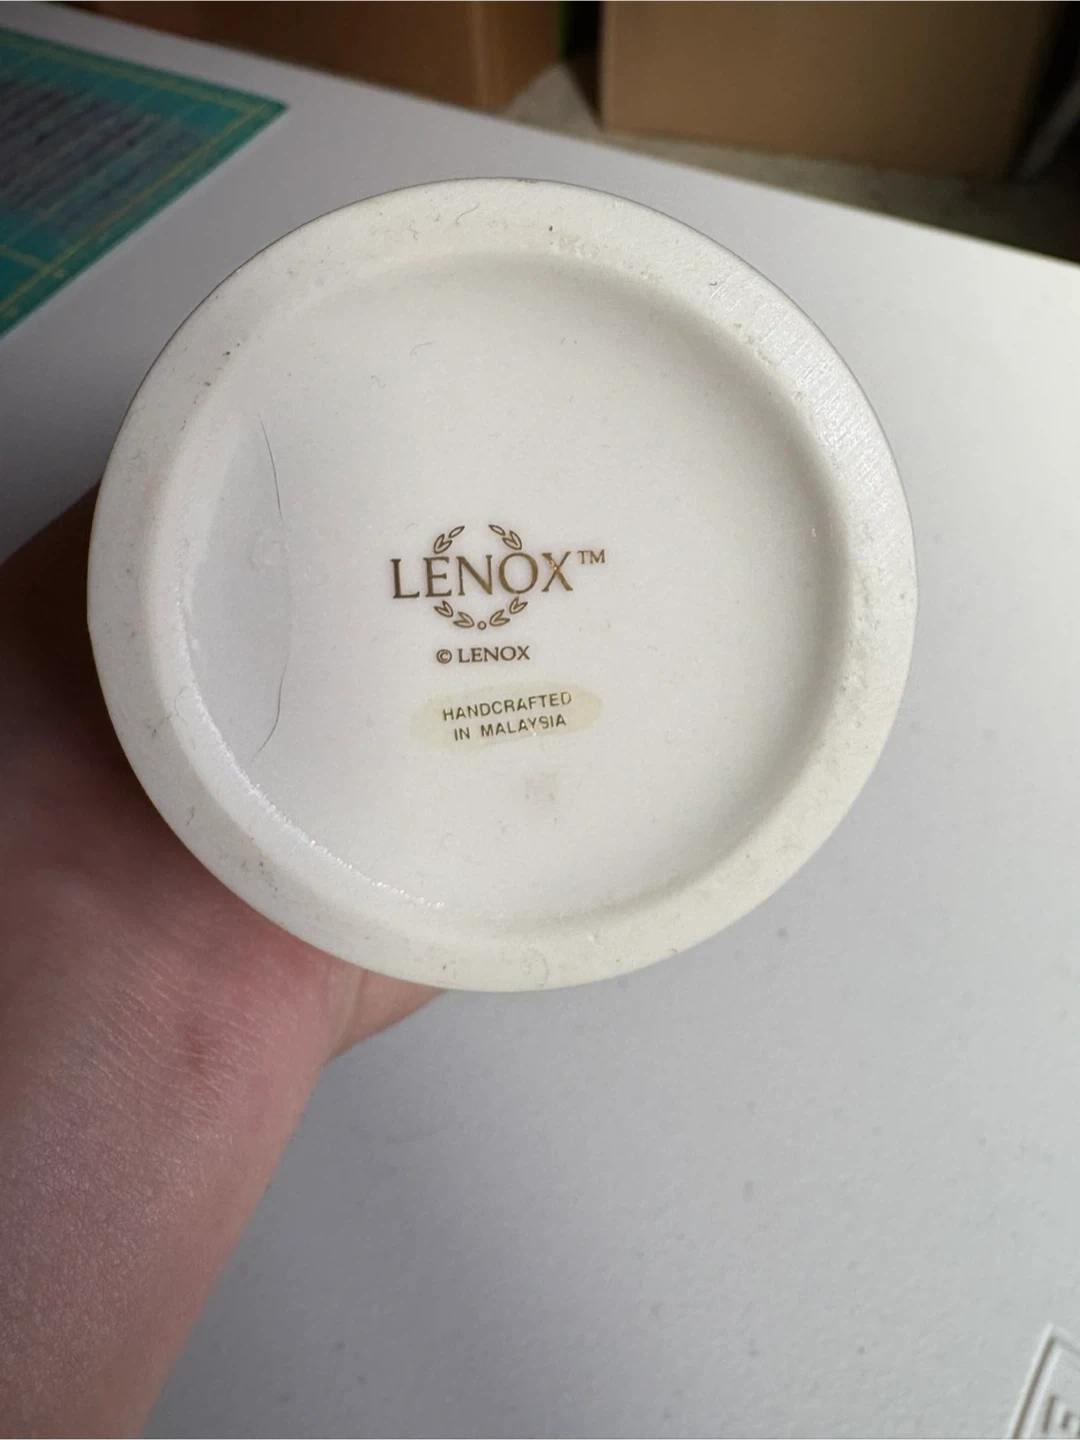 LENOX™
© LENOX
HANDCRAFTED
IN MALAYSIA